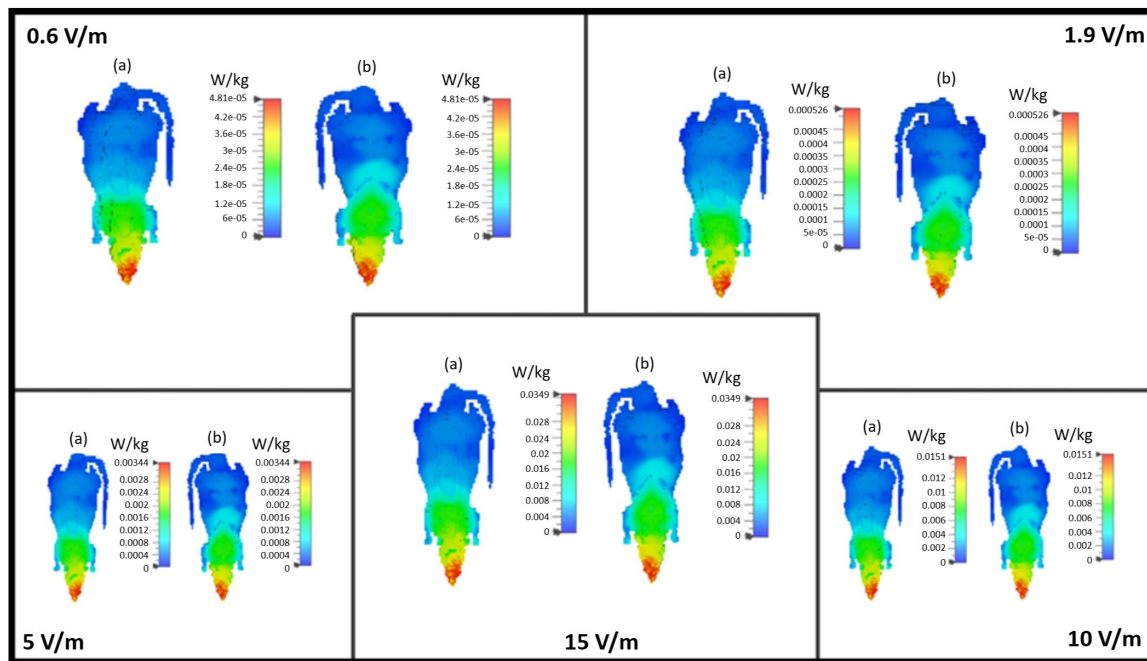 0.6 V/m
(a)
(b)
W/kg
4.81e-05
4.2e-05
3.6e-05
3e-05
2.4e-05
1.8e-05
1.2e-05
6e-05
0
W/kg
4.81e-05
4.2e-05
3.6e-05
3e-05
2.4e-05
1.8e-05
1.2e-05
6e-05
0
1.9 V/m
(a)
(b)
W/kg
0.000526
0.00045
0.0004
0.00035
0.0003
0.00025
0.0002
0.00015
0.0001
5e-05
0
W/kg
0.000526
0.00045
0.0004
0.00035
0.0003
0.00025
0.0002
0.00015
0.0001
5e-05
0
(a)
(b)
W/kg
0.00344
0.0028
0.0024
0.002
0.0016
0.0012
0.0008
0.0004
0
W/kg
0.00344
0.0028
0.0024
0.002
0.0016
0.0012
0.0008
0.0004
0
5 V/m
(a)
(b)
W/kg
0.0349
0.028
0.024
0.02
0.016
0.012
0.008
0.004
0
W/kg
0.0349
0.028
0.024
0.02
0.016
0.012
0.008
0.004
0
15 V/m
(a)
(b)
W/kg
0.0151
0.012
0.01
0.008
0.006
0.004
0.002
0
W/kg
0.0151
0.012
0.01
0.008
0.006
0.004
0.002
0
10 V/m